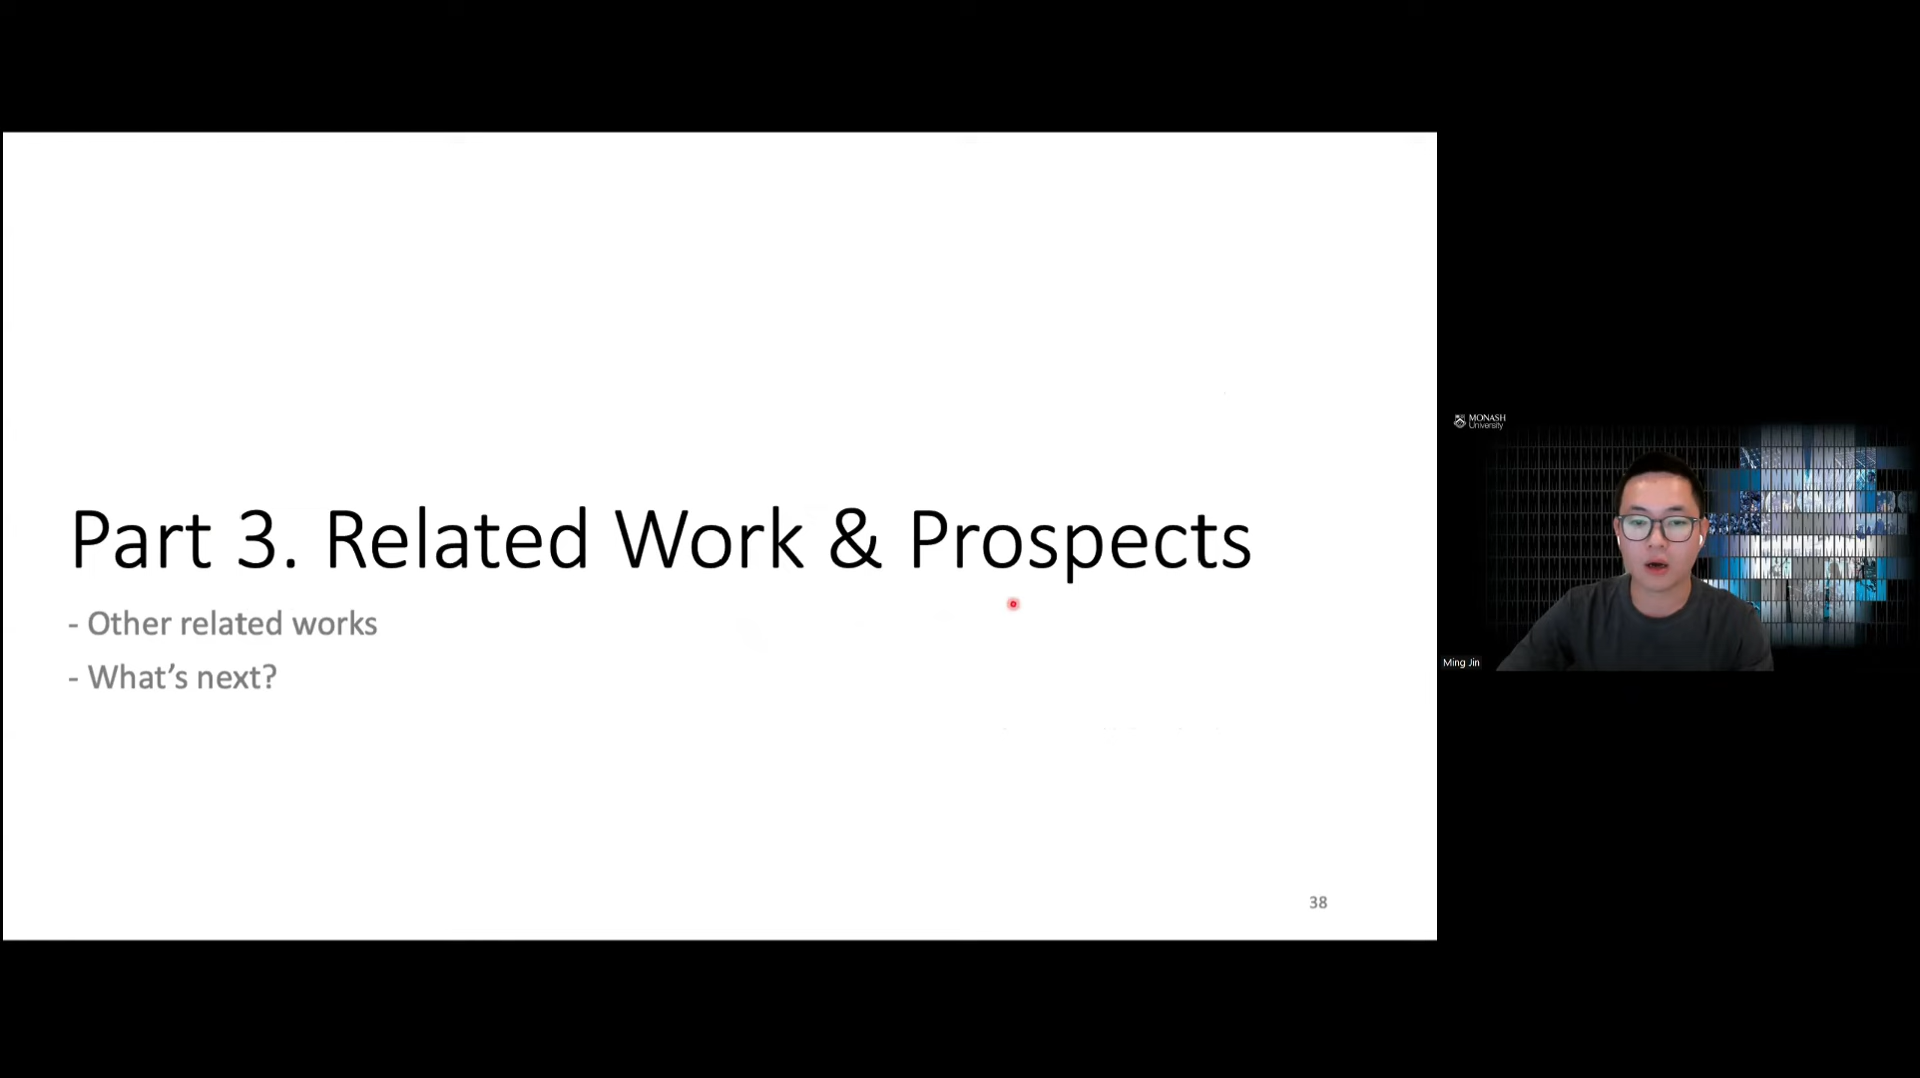 Part 3. Related Work & Prospects
- Other related works
- What's next?
38
MONASH
University
Ming Jin